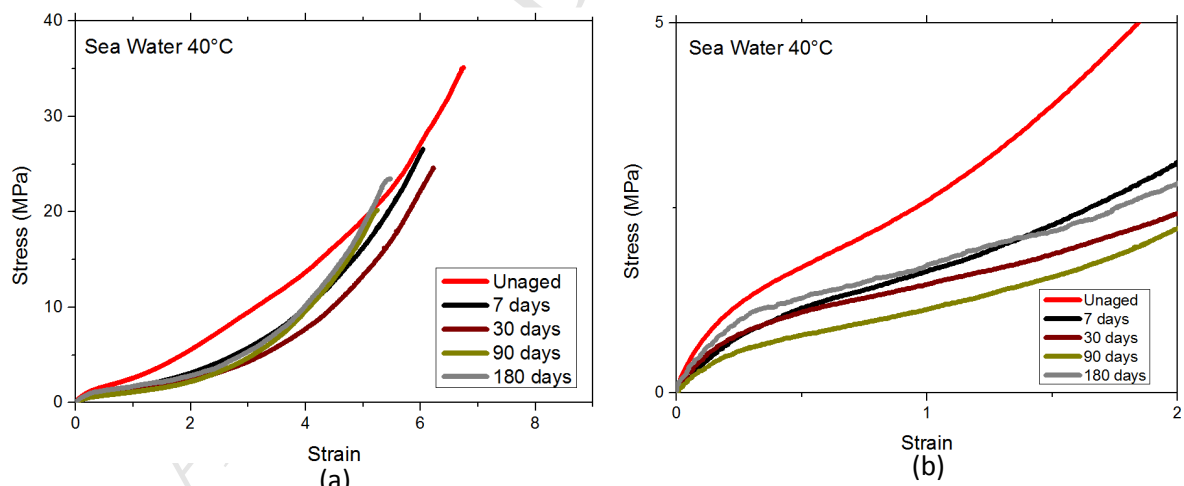 Sea Water 40°C
Stress (MPa)
40
30
20
10
0
0
2
4
6
8
Strain
Unaged
7 days
30 days
90 days
180 days
(a)
Sea Water 40°C
Stress (MPa)
5
0
0
1
2
Strain
Unaged
7 days
30 days
90 days
180 days
(b)